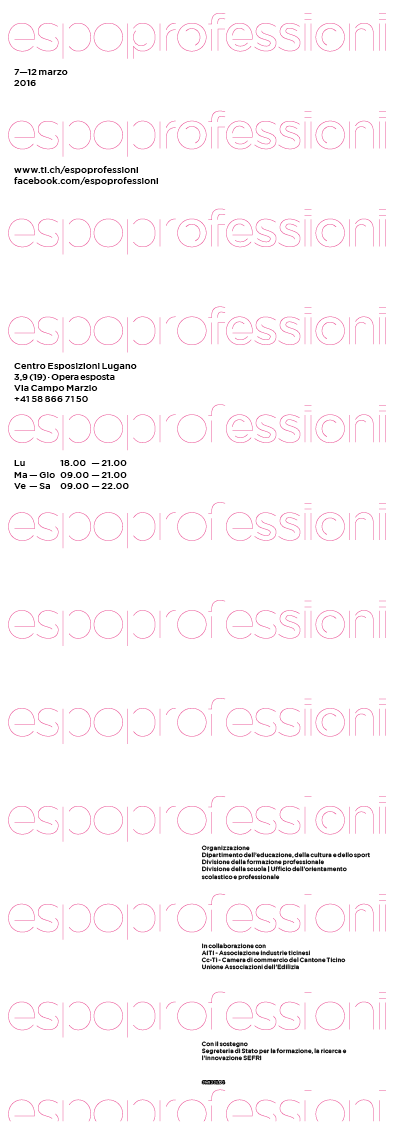 espoprofessioni
7—12 marzo
2016
espoprofessioni
www.ti.ch/espoprofessioni
facebook.com/espoprofessioni
espoprofessioni
espoprofessioni
Centro Esposizioni Lugano
3,9 (19) · Opera esposta
Via Campo Marzio
+41 58 866 71 50
espoprofessioni
Lu 18.00 — 21.00
Ma — Gio 09.00 — 21.00
Ve — Sa 09.00 — 22.00
espoprofessioni
espoprofessioni
espoprofessioni
espoprofessioni
Organizzazione
Dipartimento dell'educazione, della cultura e dello sport
Divisione della formazione professionale
Divisione della scuola | Ufficio dell'orientamento
scolastico e professionale
espoprofessioni
In collaborazione con
AITI - Associazione industrie ticinesi
Cc-Ti - Camera di commercio del Cantone Ticino
Unione Associazioni dell'Edilizia
espoprofessioni
Con il sostegno
Segreteria di Stato per la formazione, la ricerca e
l'innovazione SEFRI
espoprofessioni